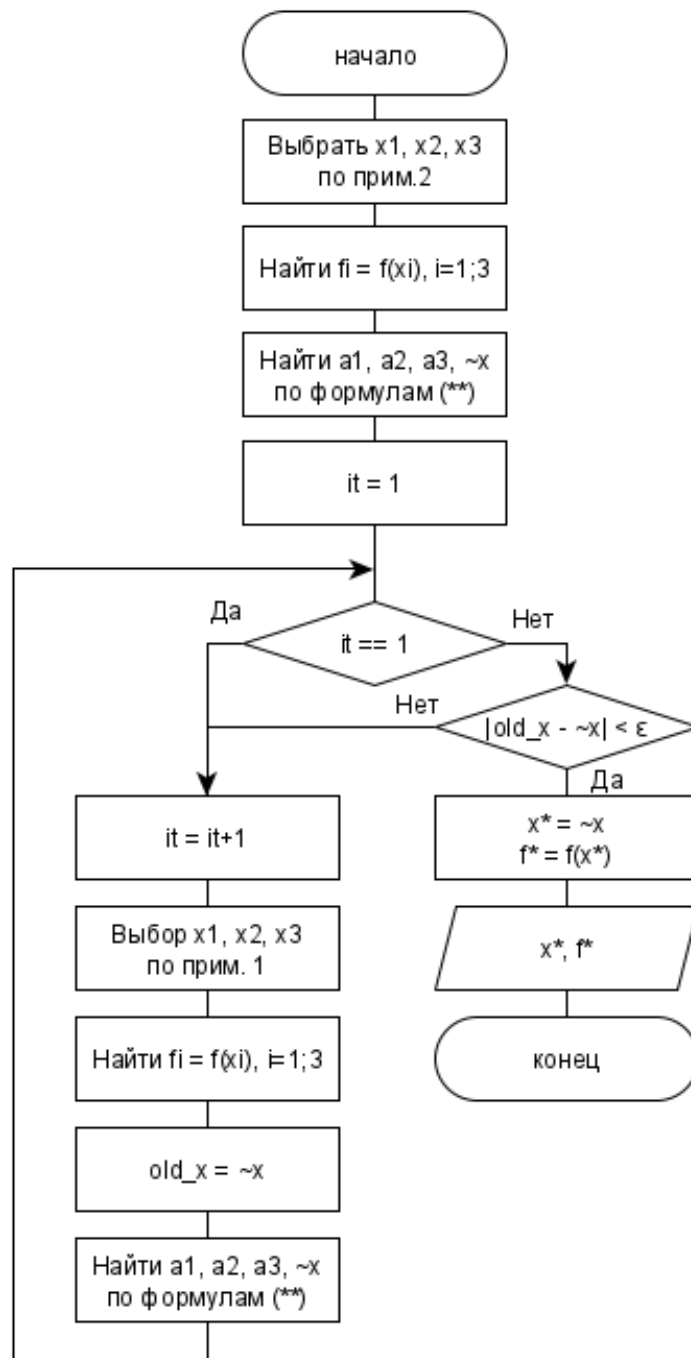 начало
Выбрать x1, x2, x3
по прим.2
Найти fi = f(xi), i=1;3
Найти a1, a2, a3, ~x
по формулам (**)
it = 1
Да
it == 1
Нет
Нет
|old_x - ~x| < ε
Да
it = it+1
x* = ~x
f* = f(x*)
Выбор x1, x2, x3
по прим. 1
x*, f*
Найти fi = f(xi), i=1;3
конец
old_x = ~x
Найти a1, a2, a3, ~x
по формулам (**)